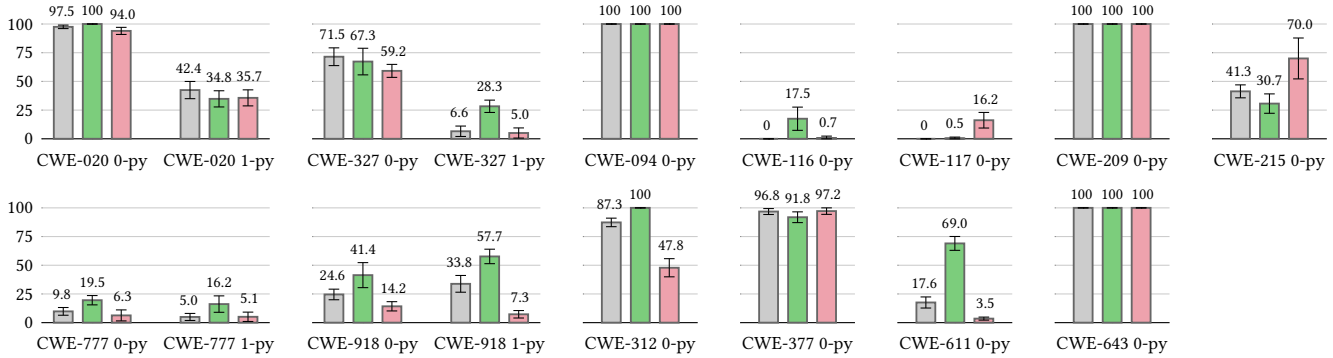 97.5 100 94.0 71.5 67.3 59.2 100 100 100 100 100 100 70.0
100
75
42.4 34.8 35.7 28.3 17.5 16.2 41.3 30.7
50
25 6.6 5.0 0 0.7 0 0.5
0
CWE-020 0-py CWE-020 1-py CWE-327 0-py CWE-327 1-py CWE-094 0-py CWE-116 0-py CWE-117 0-py CWE-209 0-py CWE-215 0-py
87.3 100 47.8 96.8 91.8 97.2 69.0 100 100 100
100
75
41.4 57.7
50 24.6 33.8
9.8 19.5 6.3 5.0 16.2 5.1 14.2 7.3 17.6 3.5
25
0
CWE-777 0-py CWE-777 1-py CWE-918 0-py CWE-918 1-py CWE-312 0-py CWE-377 0-py CWE-611 0-py CWE-643 0-py